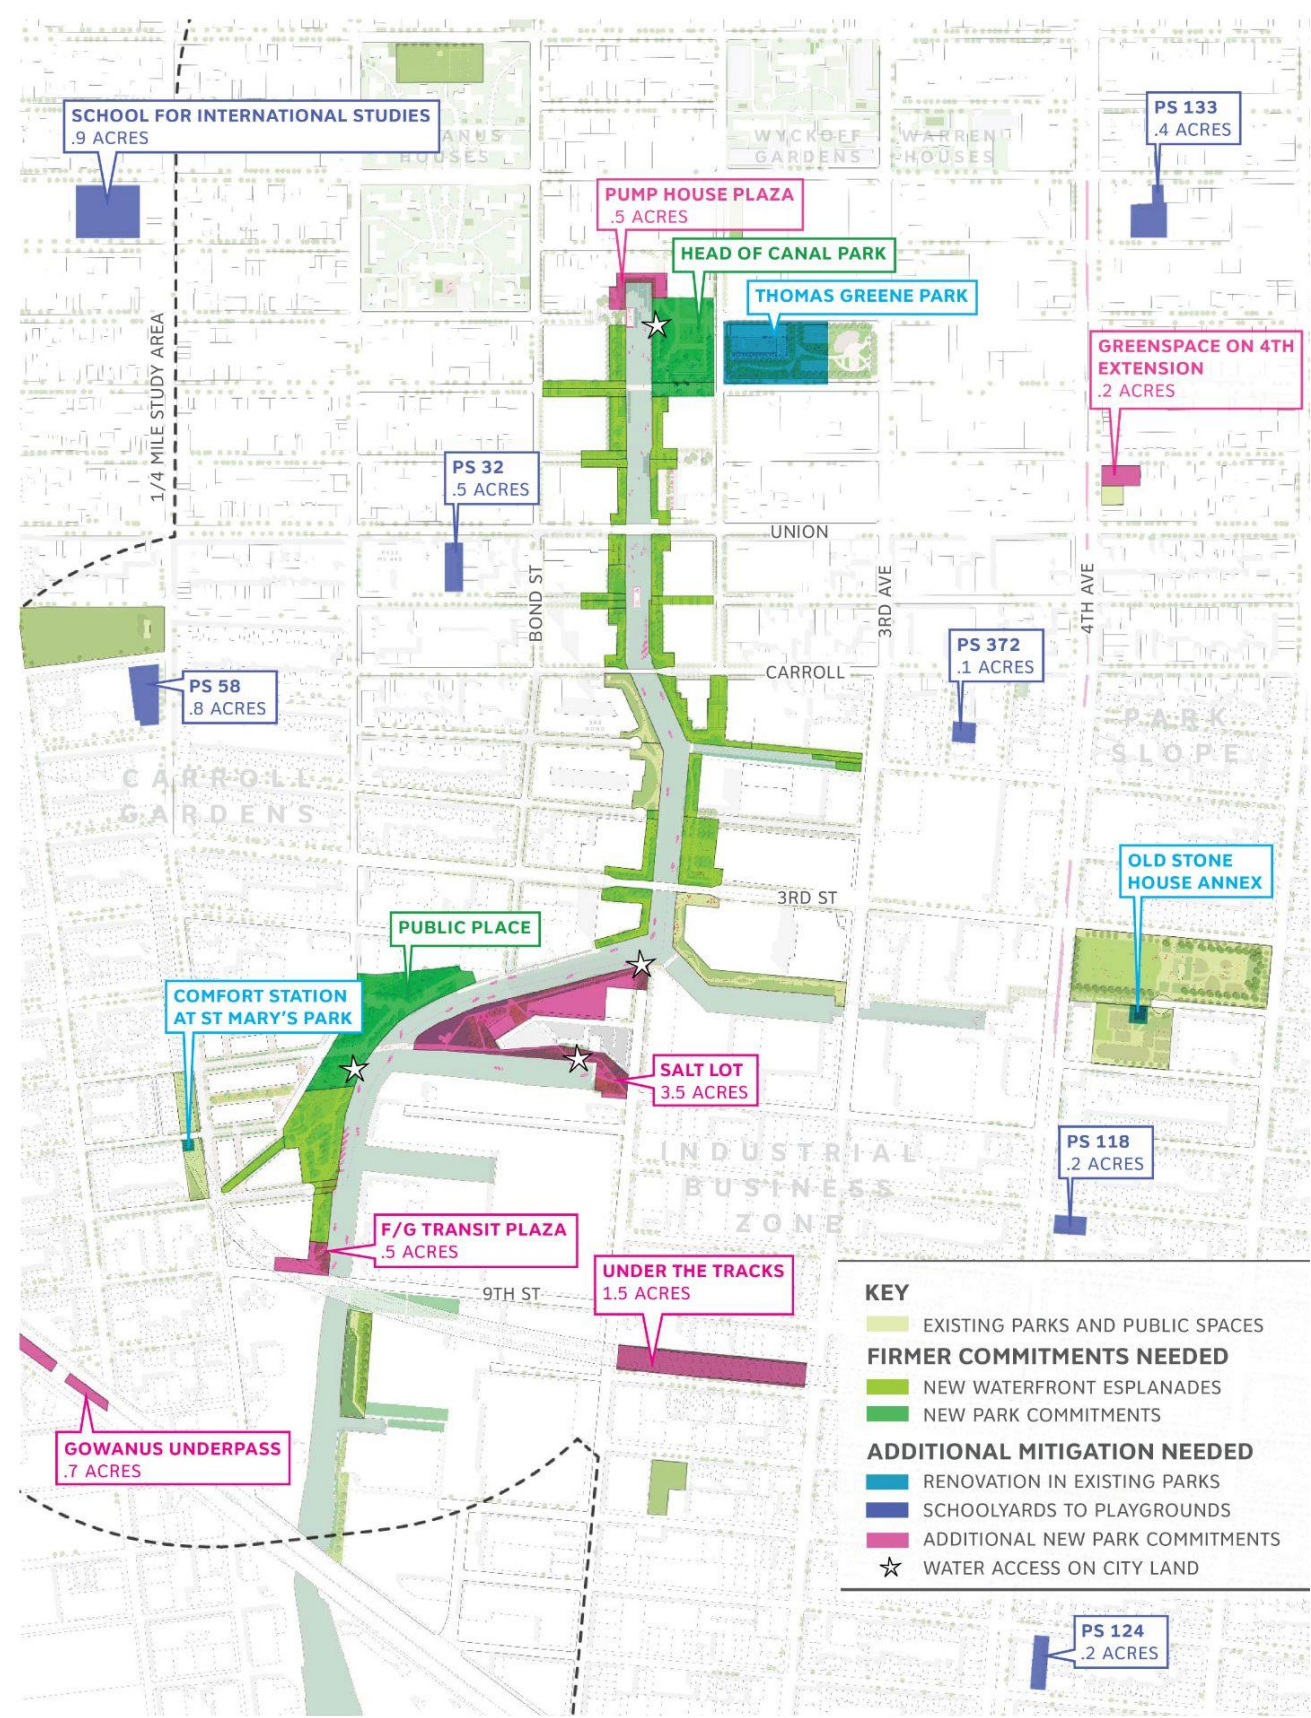 SCHOOL FOR INTERNATIONAL STUDIES
.9 ACRES
PS 133
.4 ACRES
ANUS
HOUSES
WYCKOFF
GARDENS
WARREN
HOUSES
PUMP HOUSE PLAZA
.5 ACRES
HEAD OF CANAL PARK
THOMAS GREENE PARK
1/4 MILE STUDY AREA
GREENSPACE ON 4TH
EXTENSION
.2 ACRES
PS 32
.5 ACRES
UNION
BOND ST
3RD AVE
4TH AVE
PS 372
.1 ACRES
CARROLL
PS 58
.8 ACRES
PARK
SLOPE
CARROLL
GARDENS
OLD STONE
HOUSE ANNEX
3RD ST
PUBLIC PLACE
COMFORT STATION
AT ST MARY'S PARK
SALT LOT
3.5 ACRES
INDUSTRIAL
BUSINESS
ZONE
PS 118
.2 ACRES
F/G TRANSIT PLAZA
.5 ACRES
UNDER THE TRACKS
1.5 ACRES
9TH ST
GOWANUS UNDERPASS
.7 ACRES
KEY
EXISTING PARKS AND PUBLIC SPACES
FIRMER COMMITMENTS NEEDED
NEW WATERFRONT ESPLANADES
NEW PARK COMMITMENTS
ADDITIONAL MITIGATION NEEDED
RENOVATION IN EXISTING PARKS
SCHOOLYARDS TO PLAYGROUNDS
ADDITIONAL NEW PARK COMMITMENTS
WATER ACCESS ON CITY LAND
PS 124
.2 ACRES